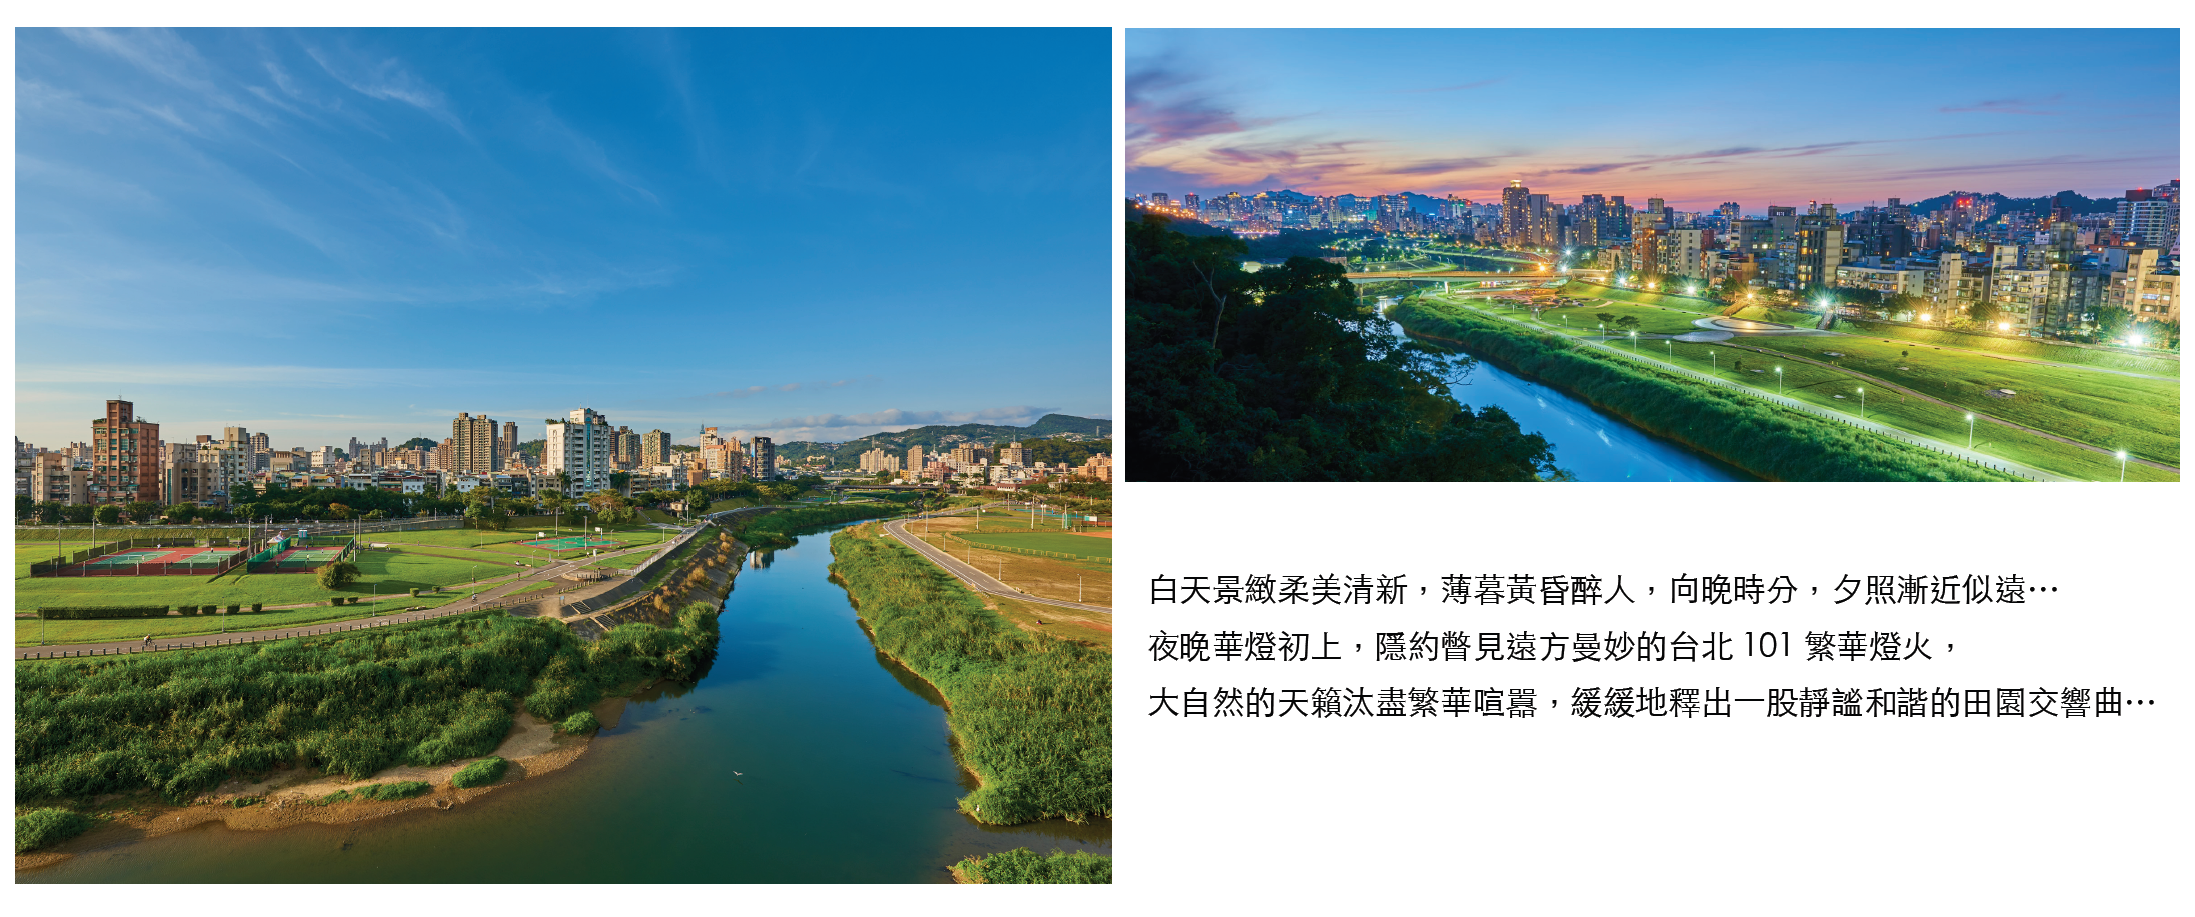 白天景緻柔美清新，薄暮黃昏醉人，向晚時分，夕照漸近似遠…
夜晚華燈初上，隱約瞥見遠方曼妙的台北 101 繁華燈火，
大自然的天籟汰盡繁華喧囂，緩緩地釋出一股靜謐和諧的田園交響曲…